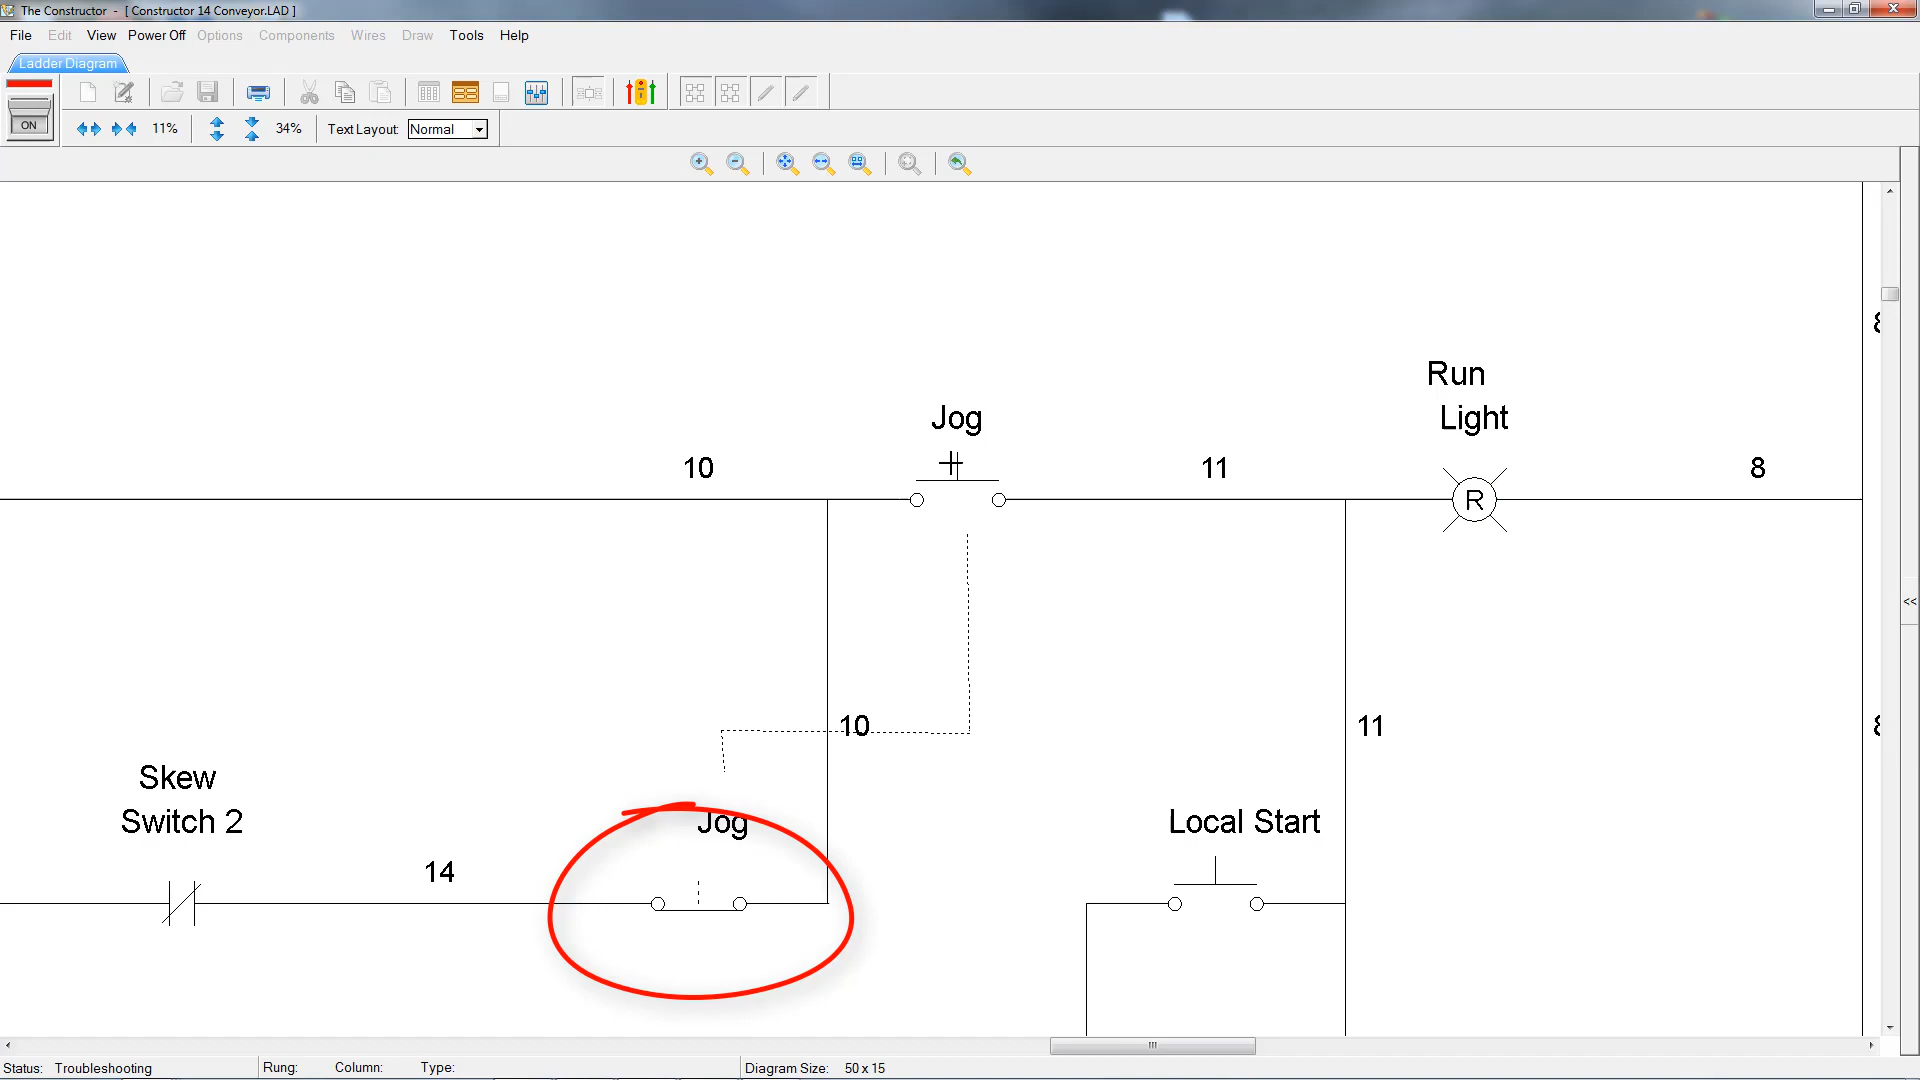 The Constructor - [ Constructor 14 Conveyor.LAD ]
File Edit View Power Off Options Components Wires Draw Tools Help
Ladder Diagram
ON
11% 34% Text Layout: Normal
Run
Light
Jog
10 11 R 8
10 11
Skew
Switch 2
Jog
Local Start
14
<<
Status: Troubleshooting Rung: Column: Type: Diagram Size: 50 x 15